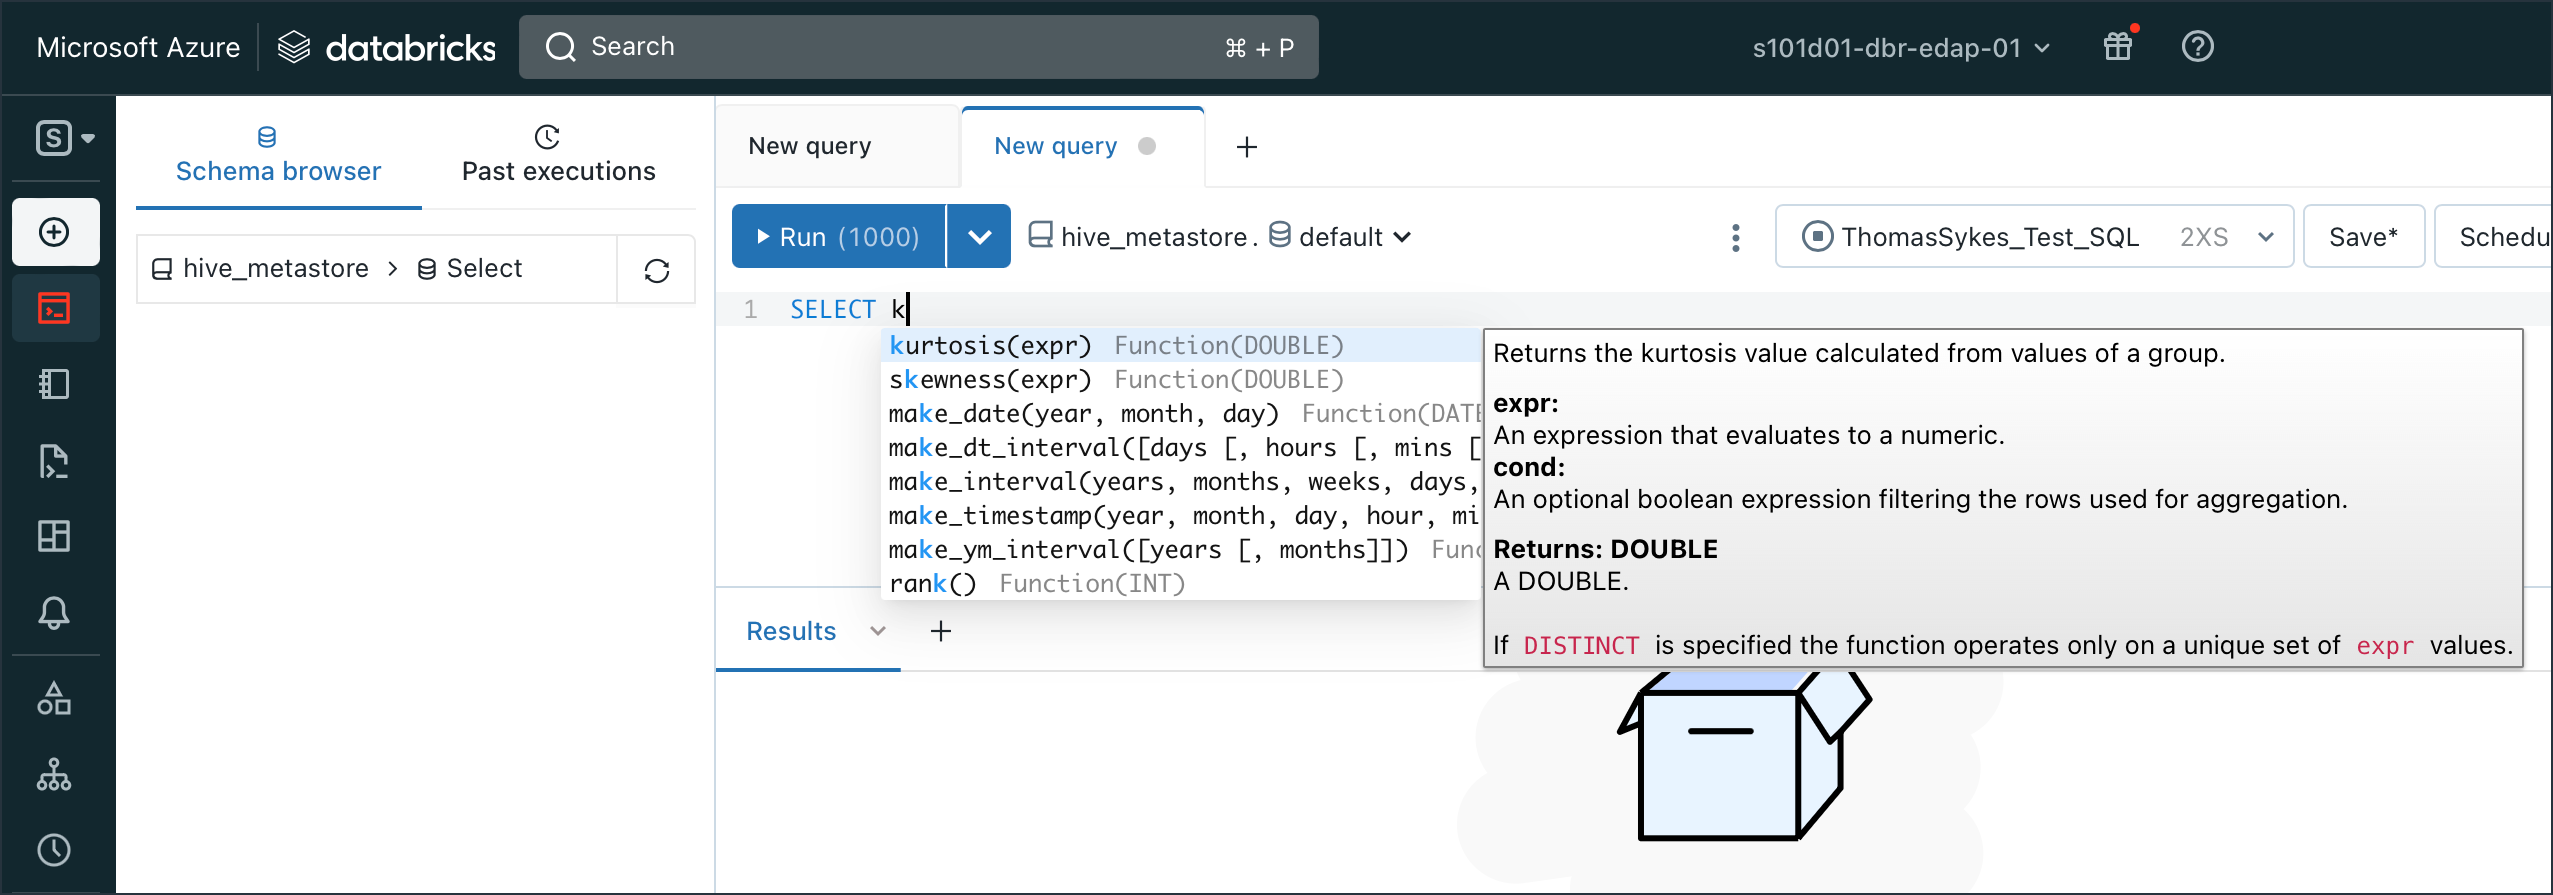 Microsoft Azure databricks Search ⌘ + P s101d01-dbr-edap-01
S
Schema browser Past executions
hive_metastore > Select
New query New query +
Run (1000) hive_metastore. default ThomasSykes_Test_SQL 2XS Save* Schedu
1 SELECT k
kurtosis(expr) Function(DOUBLE)
skewness(expr) Function(DOUBLE)
make_date(year, month, day) Function(DATE
make_dt_interval([days [, hours [, mins [
make_interval(years, months, weeks, days,
make_timestamp(year, month, day, hour, mi
make_ym_interval([years [, months]]) Func
rank() Function(INT)
Returns the kurtosis value calculated from values of a group.
expr:
An expression that evaluates to a numeric.
cond:
An optional boolean expression filtering the rows used for aggregation.
Returns: DOUBLE
A DOUBLE.
If DISTINCT is specified the function operates only on a unique set of expr values.
Results +